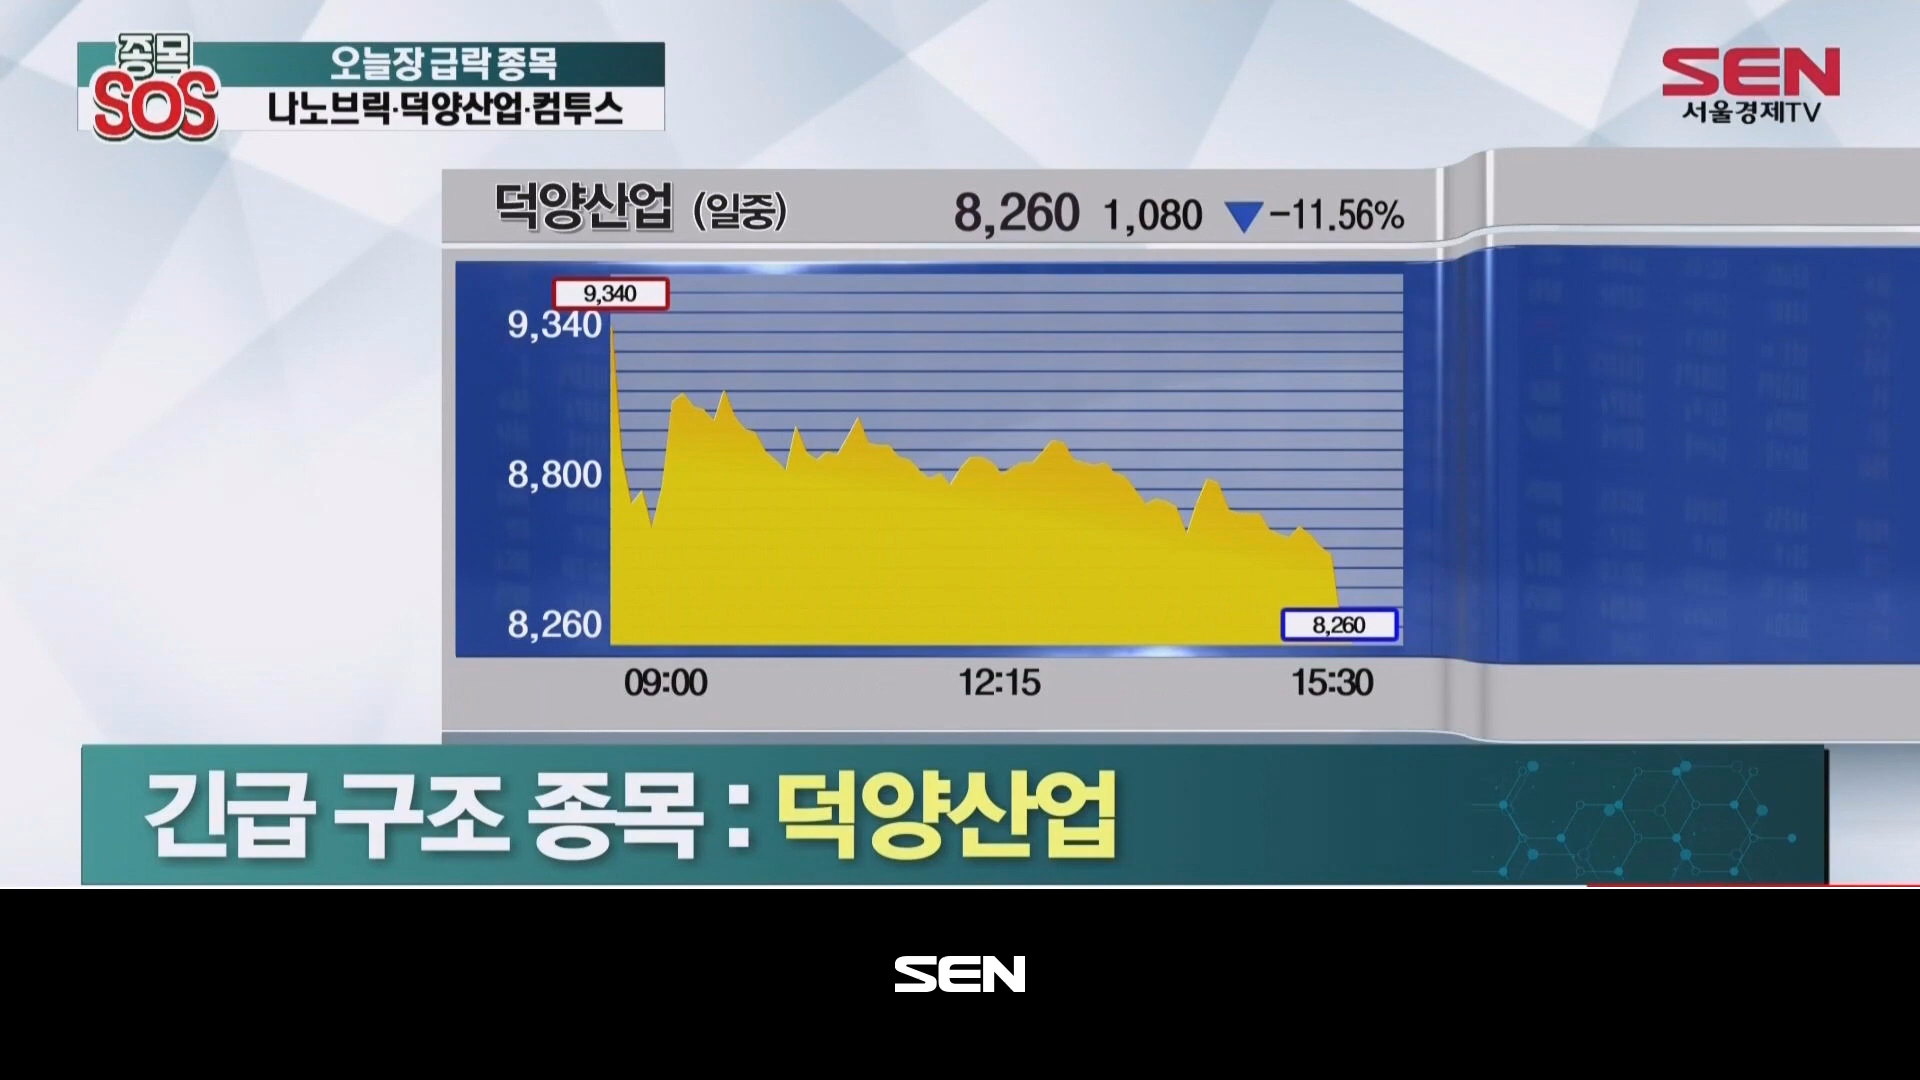 종목
SOS
오늘장 급락 종목
나노브릭·덕양산업·컴투스
SEN
서울경제TV
덕양산업 (일중) 8,260 1,080 ▼-11.56%
9,340
9,340
8,800
8,260
8,260
09:00 12:15 15:30
긴급 구조 종목 : 덕양산업
SEN